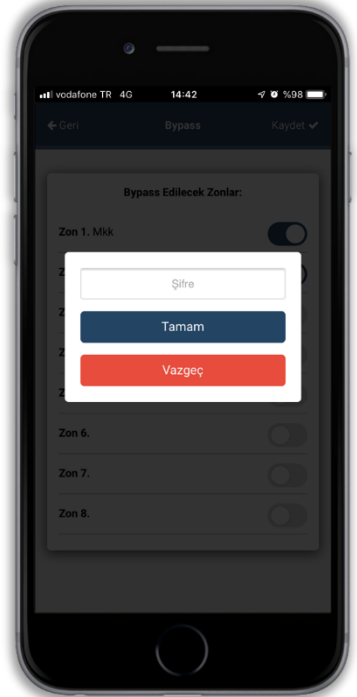 vodafone TR 4G 14:42 %98
Geri Bypass Kaydet
Bypass Edilecek Zonlar:
Zon 1. Mkk
Şifre
Tamam
Vazgeç
Zon 6.
Zon 7.
Zon 8.